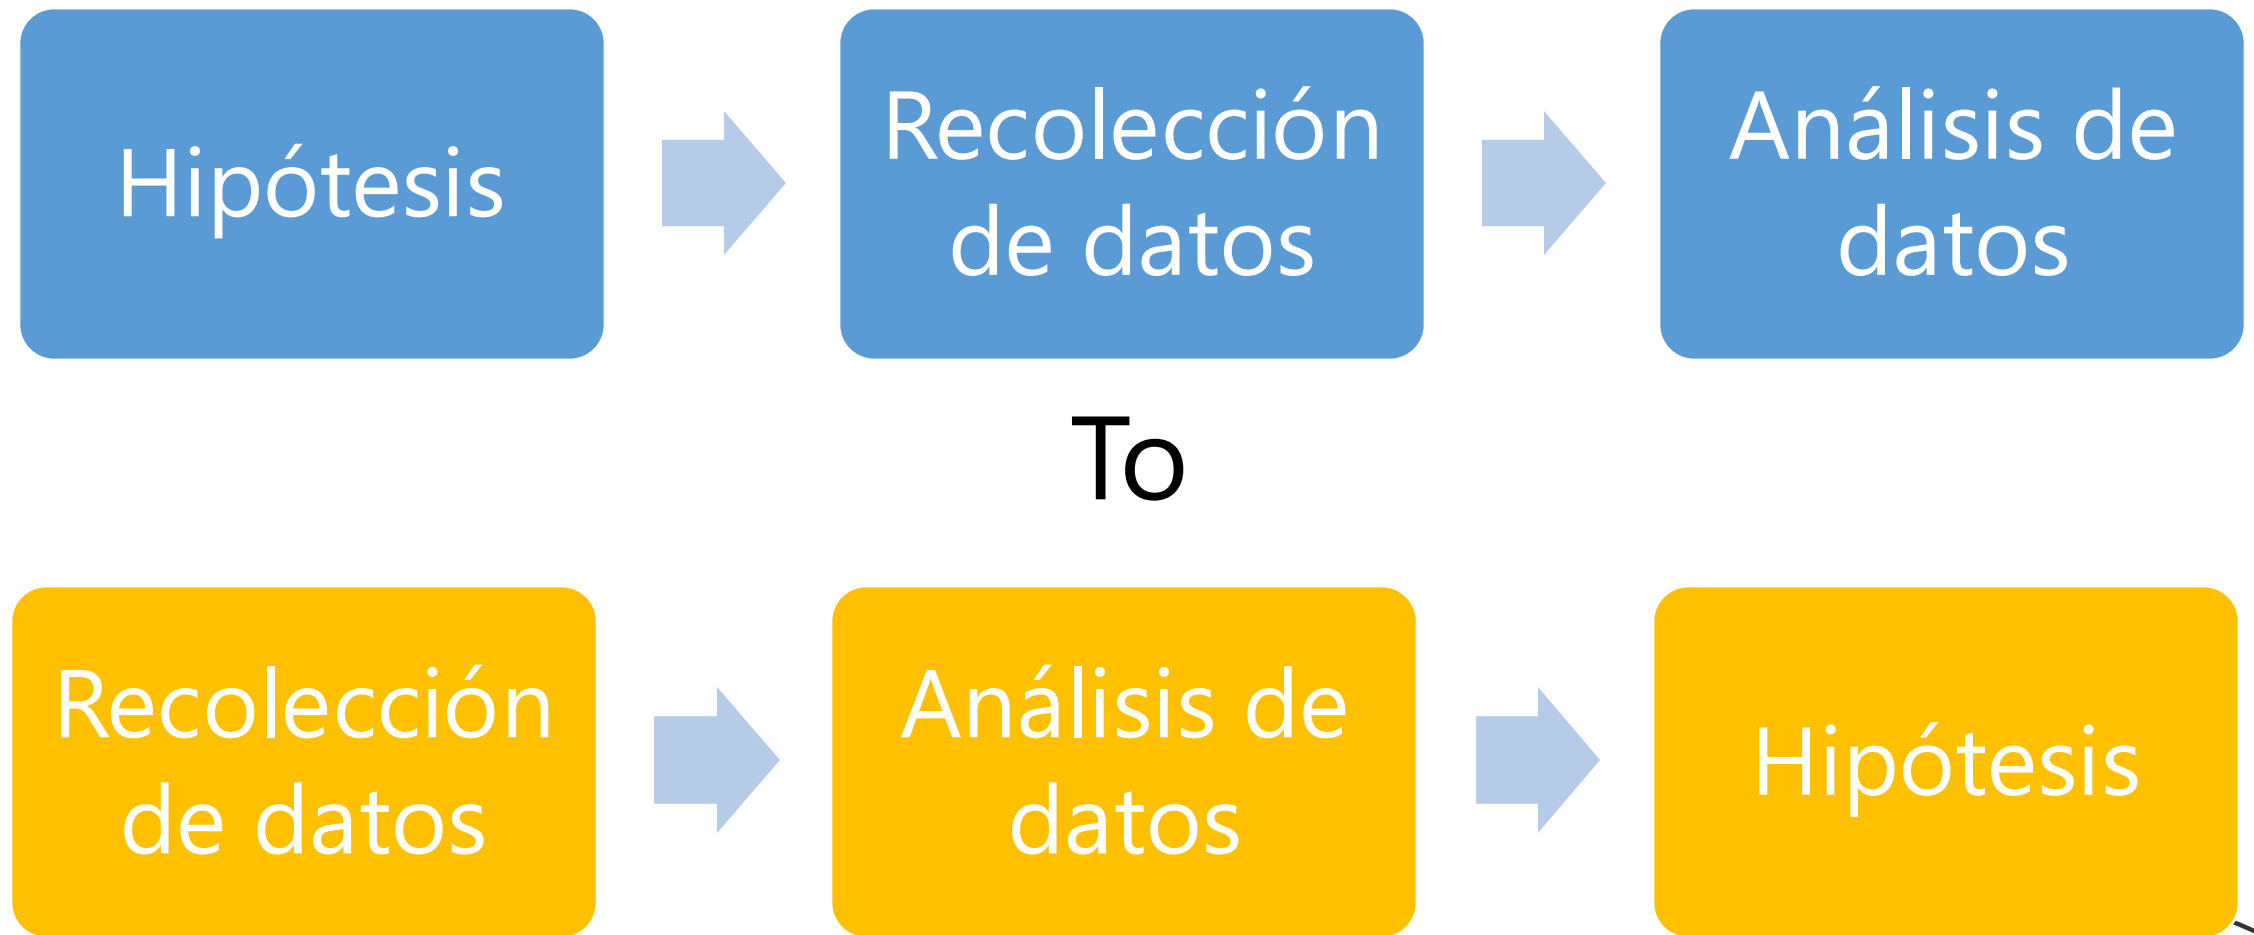 Hipótesis
Recolección
de datos
Análisis de
datos
To
Recolección
de datos
Análisis de
datos
Hipótesis